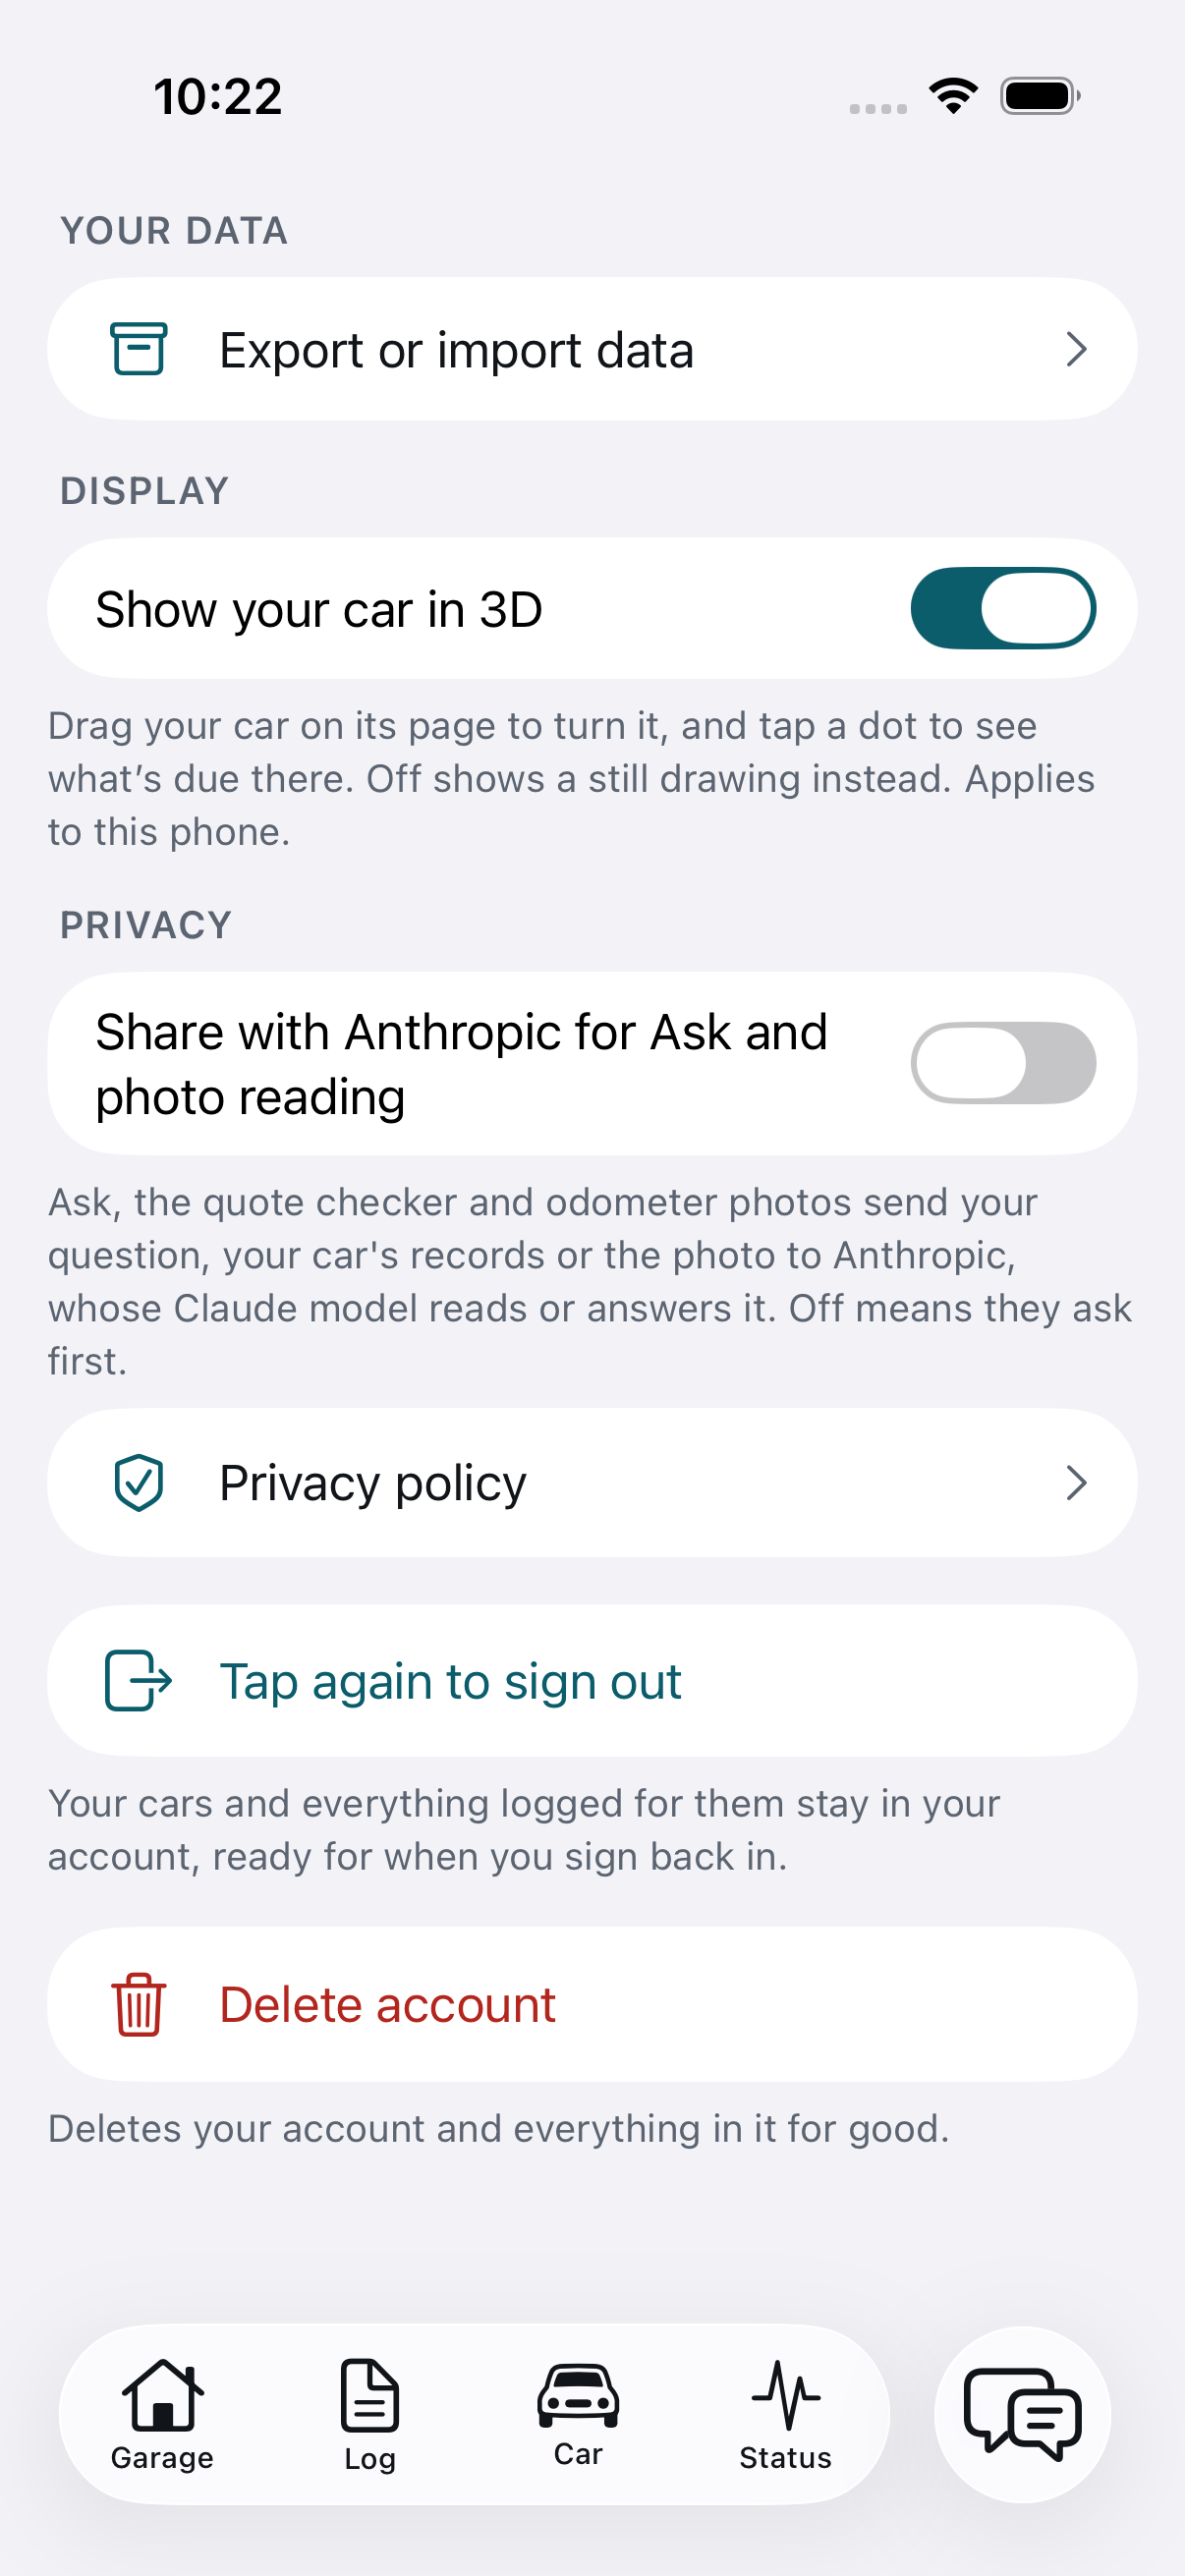 10:22
YOUR DATA
Export or import data
DISPLAY
Show your car in 3D
Drag your car on its page to turn it, and tap a dot to see
what’s due there. Off shows a still drawing instead. Applies
to this phone.
PRIVACY
Share with Anthropic for Ask and
photo reading
Ask, the quote checker and odometer photos send your
question, your car's records or the photo to Anthropic,
whose Claude model reads or answers it. Off means they ask
first.
Privacy policy
Tap again to sign out
Your cars and everything logged for them stay in your
account, ready for when you sign back in.
Delete account
Deletes your account and everything in it for good.
Garage
Log
Car
Status